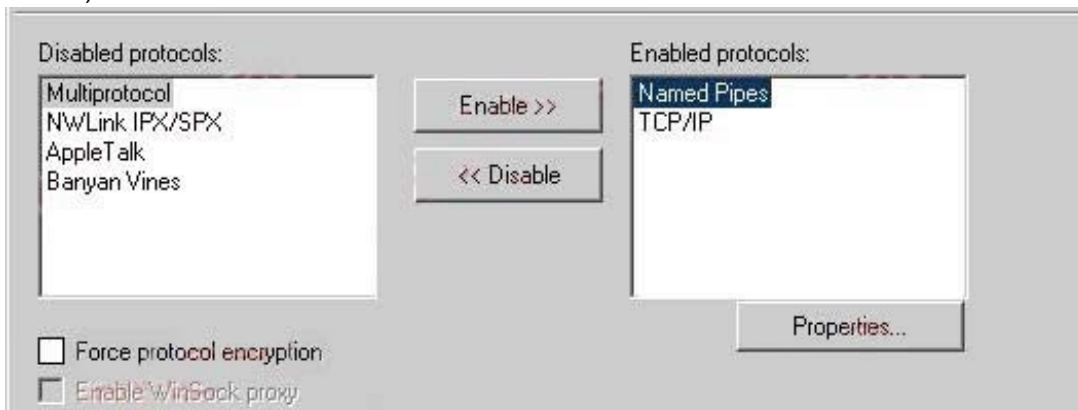 Disabled protocols:
Multiprotocol
NWLink IPX/SPX
AppleTalk
Banyan Vines
Enable >>
<< Disable
Enabled protocols:
Named Pipes
TCP/IP
Properties...
Force protocol encryption
Enable WinSock proxy